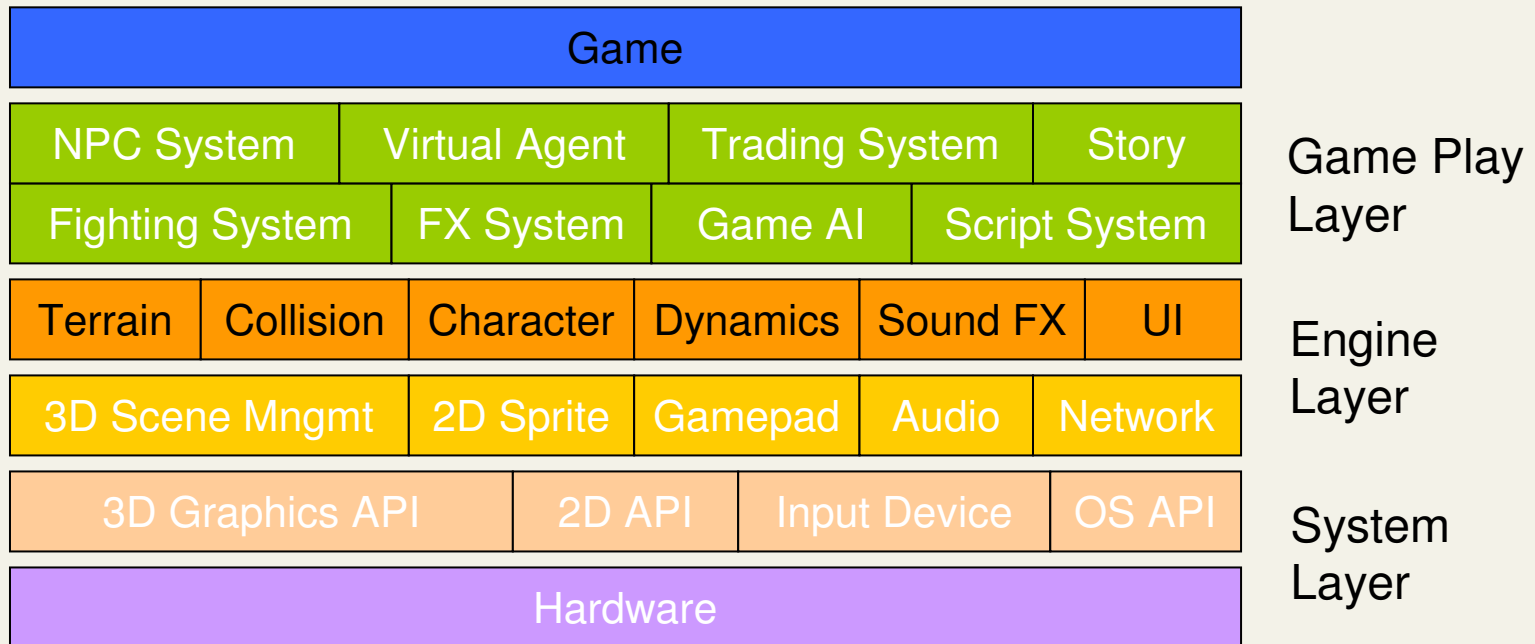 Game
NPC System Virtual Agent Trading System Story
Game Play
Layer
Fighting System FX System Game AI Script System
Terrain Collision Character Dynamics Sound FX UI
Engine
Layer
3D Scene Mngmt 2D Sprite Gamepad Audio Network
3D Graphics API 2D API Input Device OS API
System
Layer
Hardware